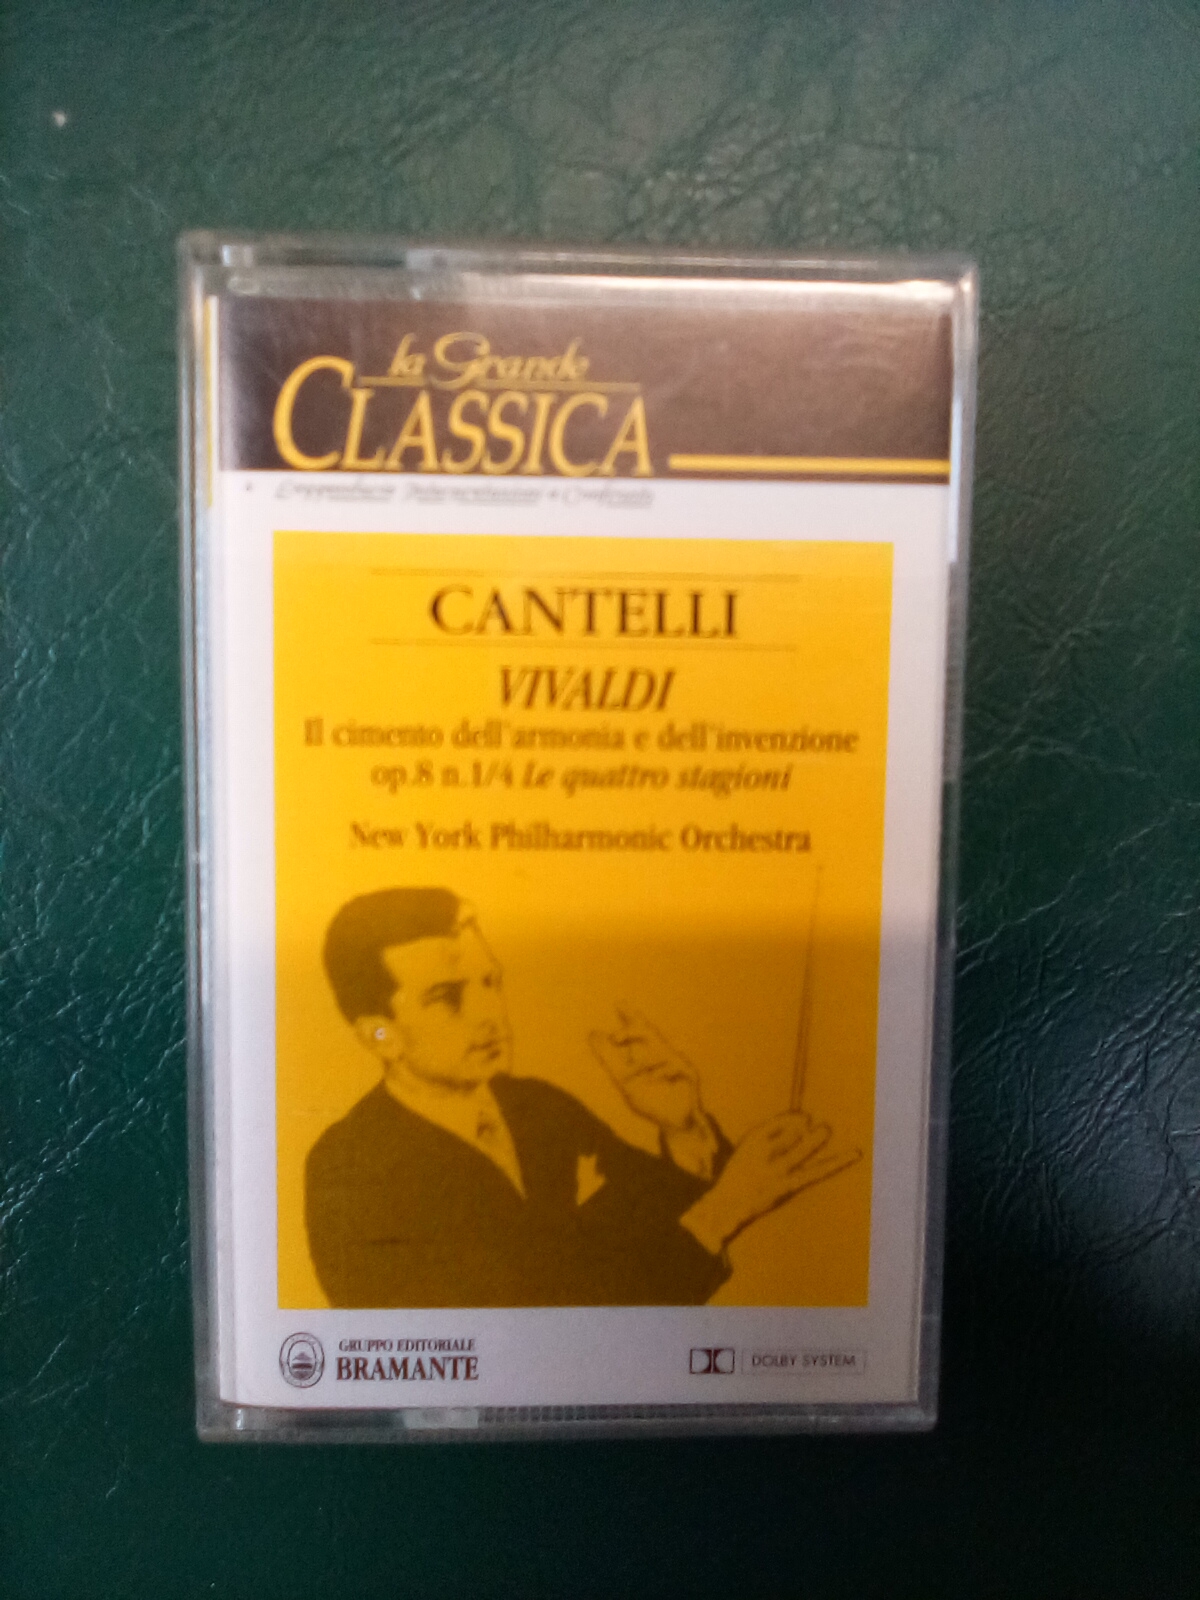 la Grande
CLASSICA
CANTELLI
VIVALDI
Il cimento dell'armonia e dell'invenzione
op.8 n.1/4 Le quattro stagioni
New York Philharmonic Orchestra
GRUPPO EDITORIALE
BRAMANTE
DOLBY SYSTEM